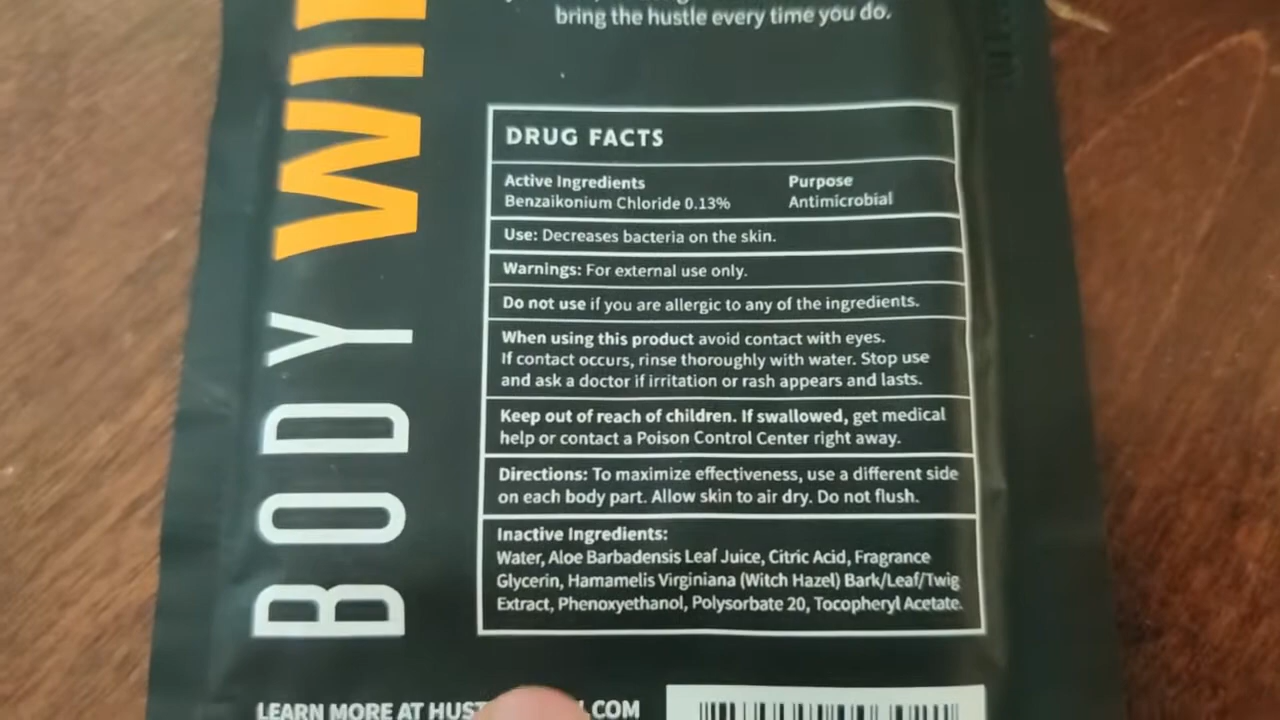 bring the hustle every time you do.
BODY
DRUG FACTS
Active Ingredients Purpose
Benzaikonium Chloride 0.13% Antimicrobial
Use: Decreases bacteria on the skin.
Warnings: For external use only.
Do not use if you are allergic to any of the ingredients.
When using this product avoid contact with eyes.
If contact occurs, rinse thoroughly with water. Stop use
and ask a doctor if irritation or rash appears and lasts.
Keep out of reach of children. If swallowed, get medical
help or contact a Poison Control Center right away.
Directions: To maximize effectiveness, use a different side
on each body part. Allow skin to air dry. Do not flush.
Inactive Ingredients:
Water, Aloe Barbadensis Leaf Juice, Citric Acid, Fragrance
Glycerin, Hamamelis Virginiana (Witch Hazel) Bark/Leaf/Twig
Extract, Phenoxyethanol, Polysorbate 20, Tocopheryl Acetate.
LEARN MORE AT